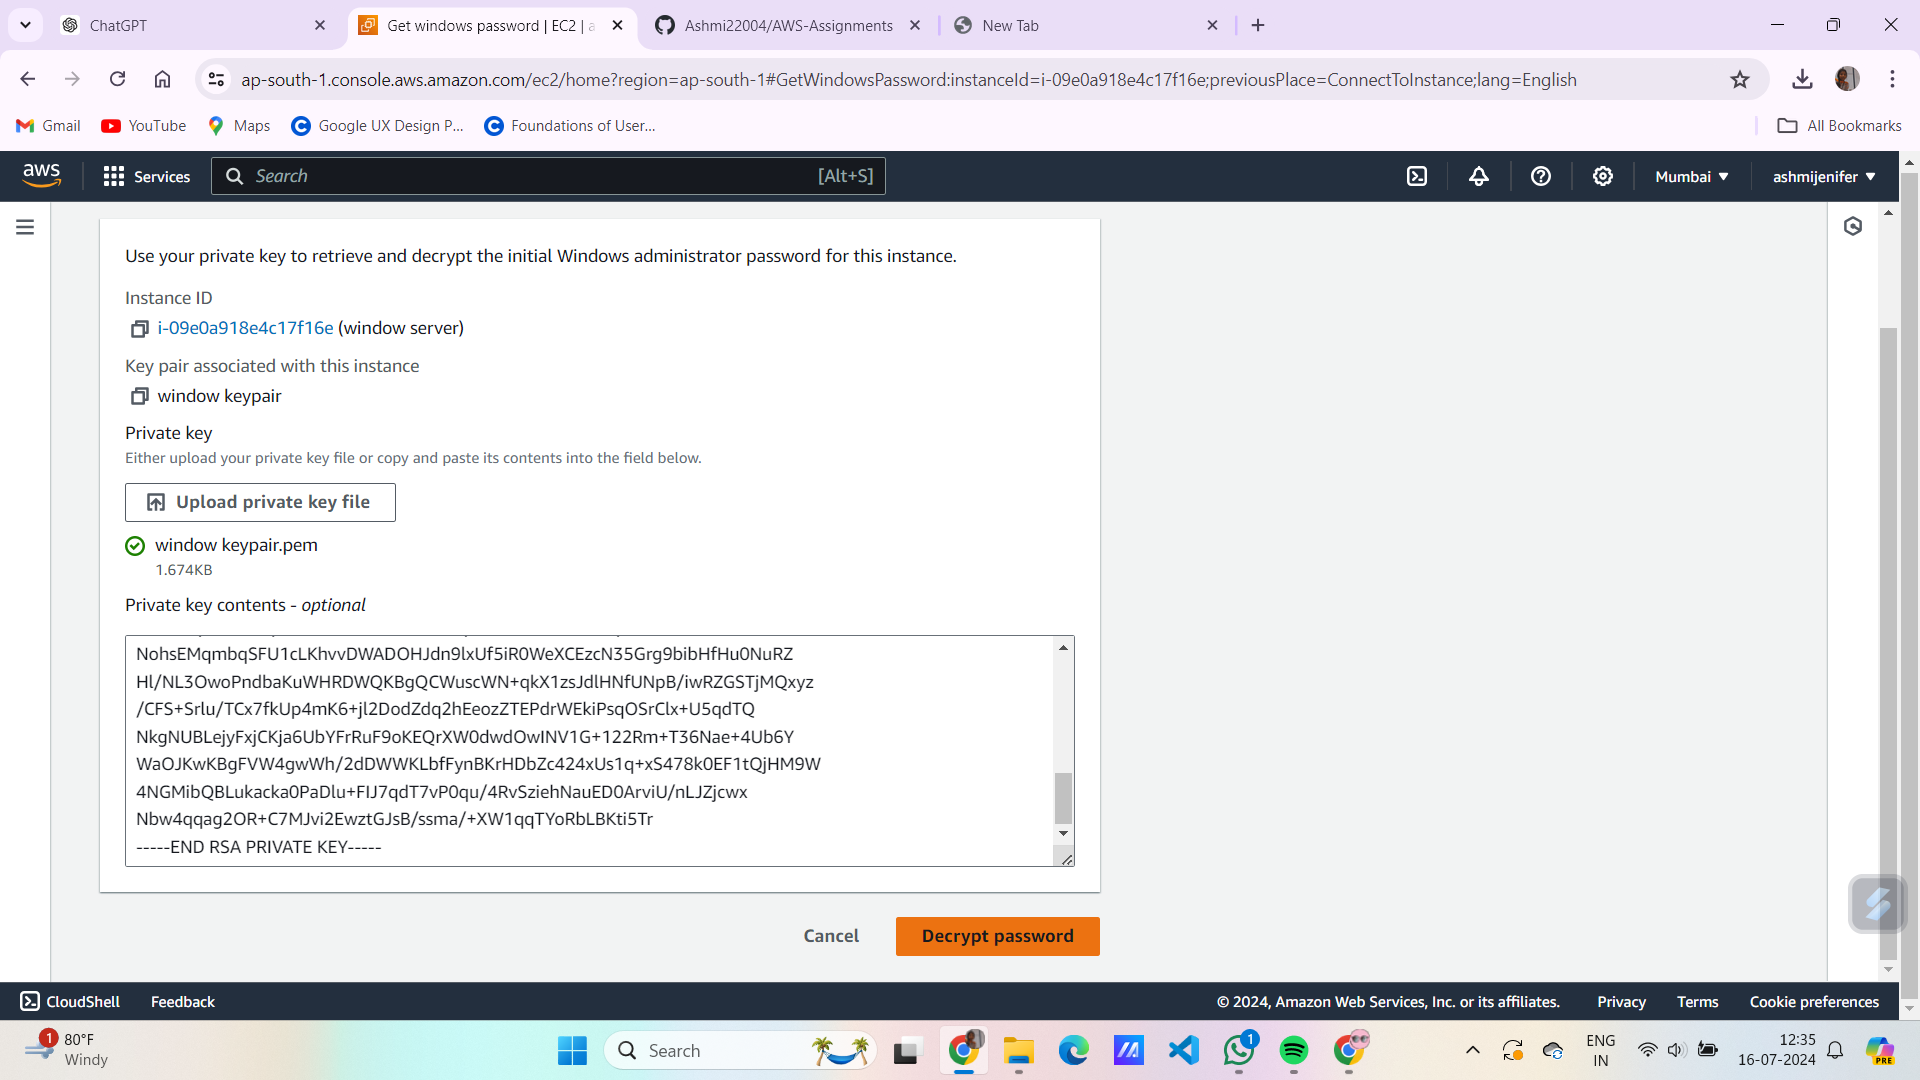 ChatGPT
Get windows password | EC2 | a
Ashmi22004/AWS-Assignments
New Tab
ap-south-1.console.aws.amazon.com/ec2/home?region=ap-south-1#GetWindowsPassword:instanceId=i-09e0a918e4c17f16e;previousPlace=ConnectToInstance;lang=English
Gmail
YouTube
Maps
Google UX Design P...
Foundations of User...
All Bookmarks
aws
Services
Search
[Alt+S]
Mumbai
ashmijenifer
Use your private key to retrieve and decrypt the initial Windows administrator password for this instance.
Instance ID
i-09e0a918e4c17f16e (window server)
Key pair associated with this instance
window keypair
Private key
Either upload your private key file or copy and paste its contents into the field below.
Upload private key file
window keypair.pem
1.674KB
Private key contents - optional
NohsEMqmbqSFU1cLKhvvDWADOHJdn9lxUf5iR0WeXCEzcN35Grg9bibHfHu0NuRZ
Hl/NL3OwoPndbaKuWHRDWQKBgQCWuscWN+qkX1zsJdlHNfUNpB/iwRZGSTjMQxyz
/CFS+Srlu/TCx7fkUp4mK6+jl2DodZdq2hEeozZTEPdrWEkiPsqOSrClx+U5qdTQ
NkgNUBLejyFxjCKja6UbYFrRuF9oKEQrXW0dwdOwINV1G+122Rm+T36Nae+4Ub6Y
WaOJKwKBgFVW4gwWh/2dDWWKLbfFynBKrHDbZc424xUs1q+xS478k0EF1tQjHM9W
4NGMibQBLukacka0PaDlu+FIJ7qdT7vP0qu/4RvSziehNauED0ArviU/nLJZjcwx
Nbw4qqag2OR+C7MJvi2EwztGJsB/ssma/+XW1qqTYoRbLBKti5Tr
-----END RSA PRIVATE KEY-----
Cancel
Decrypt password
CloudShell
Feedback
© 2024, Amazon Web Services, Inc. or its affiliates.
Privacy
Terms
Cookie preferences
1
80°F
Windy
Search
1
PRE
ENG
IN
12:35
16-07-2024